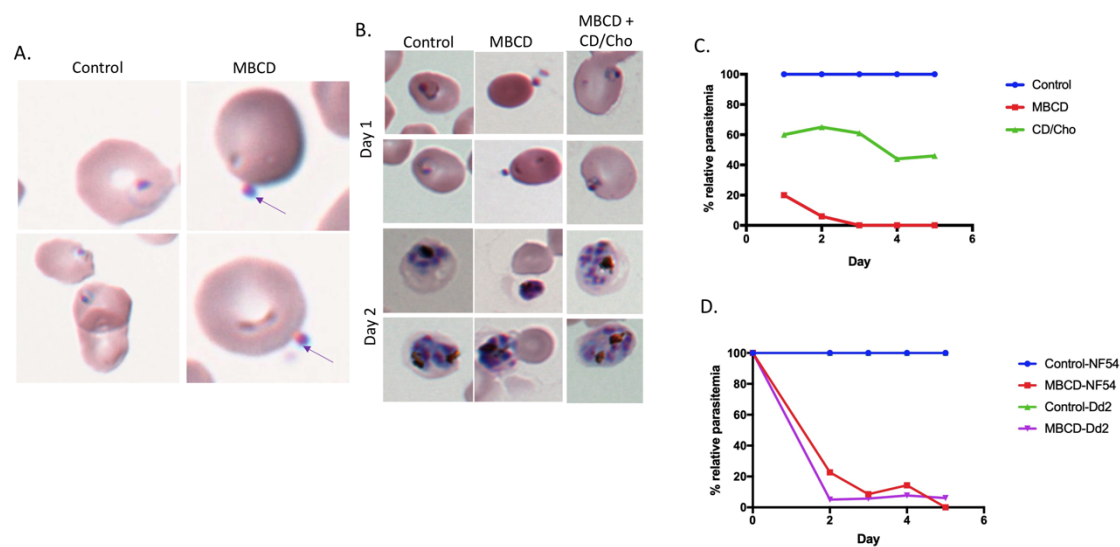 A.
Control MBCD
B.
Control MBCD MBCD +
CD/Cho
Day 1
Day 2
C.
% relative parasitemia
100
80
60
40
20
0
0 2 4 6
Day
Control
MBCD
CD/Cho
D.
% relative parasitemia
100
80
60
40
20
0
0 2 4 6
Day
Control-NF54
MBCD-NF54
Control-Dd2
MBCD-Dd2